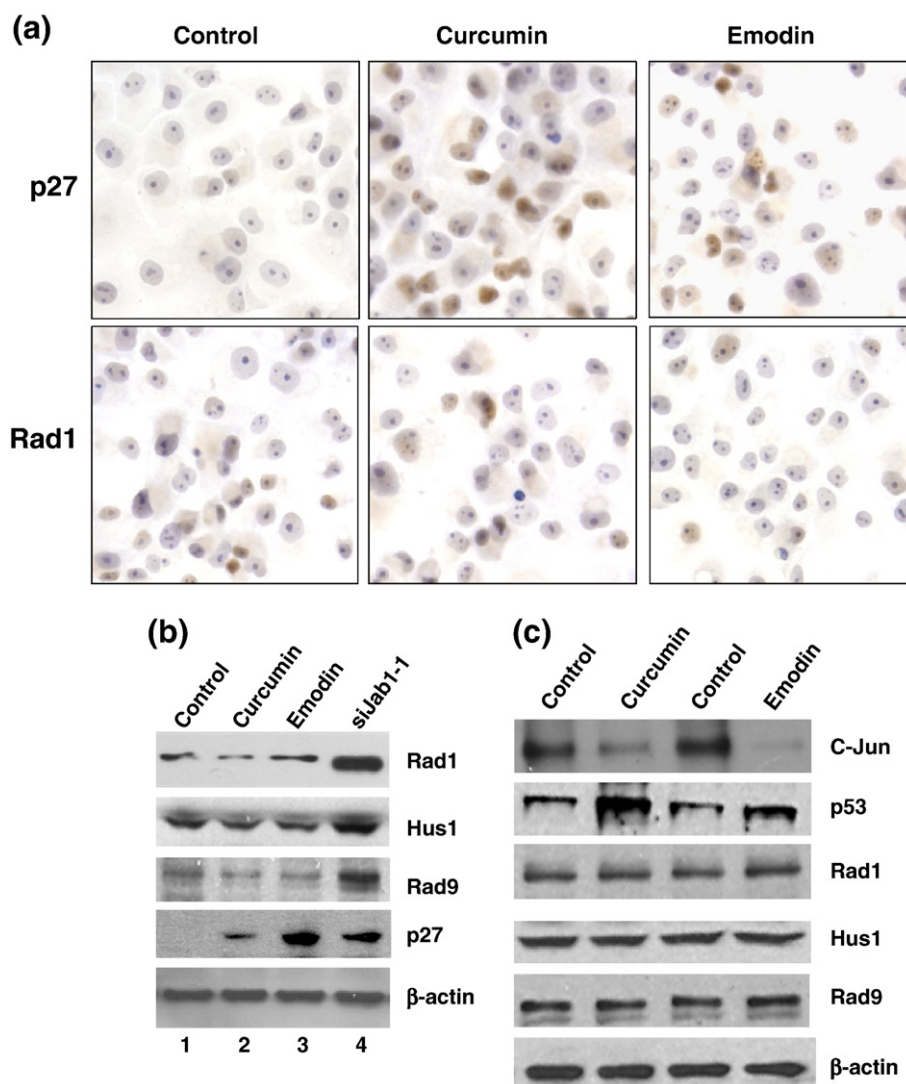 (a)
Control Curcumin Emodin
p27
Rad1
(b)
Control Curcumin Emodin siJab1-1
Rad1
Hus1
Rad9
p27
β-actin
1 2 3 4
(c)
Control Curcumin Control Emodin
C-Jun
p53
Rad1
Hus1
Rad9
β-actin